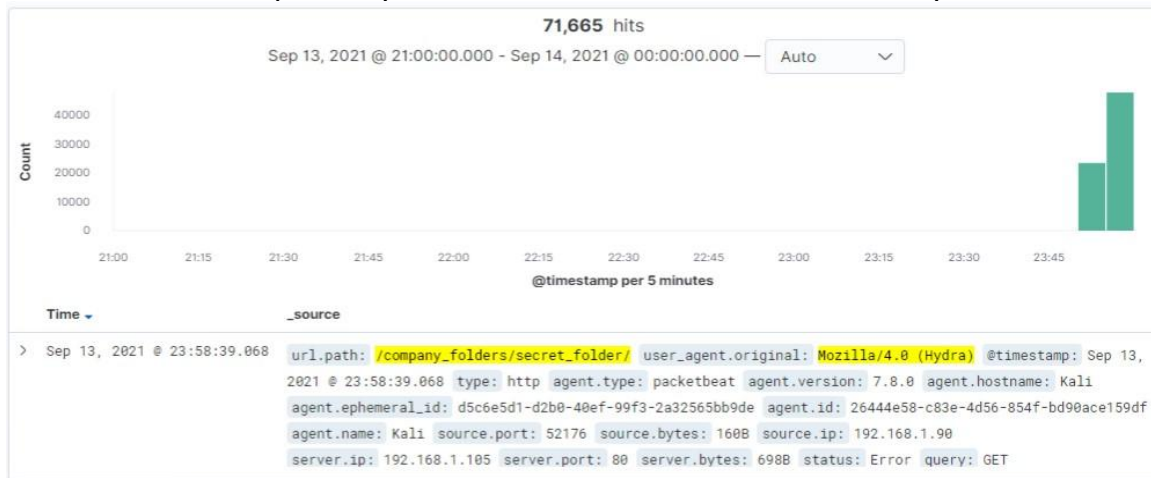 71,665 hits
Sep 13, 2021 @ 21:00:00.000 - Sep 14, 2021 @ 00:00:00.000 — Auto
Count
40000
30000
20000
10000
0
21:00 21:15 21:30 21:45 22:00 22:15 22:30 22:45 23:00 23:15 23:30 23:45
@timestamp per 5 minutes
Time _source
> Sep 13, 2021 @ 23:58:39.068 url.path: /company_folders/secret_folder/ user_agent.original: Mozilla/4.0 (Hydra) @timestamp: Sep 13,
2021 @ 23:58:39.068 type: http agent.type: packetbeat agent.version: 7.8.0 agent.hostname: Kali
agent.ephemeral_id: d5c6e5d1-d2b0-40ef-99f3-2a32565bb9de agent.id: 26444e58-c83e-4d56-854f-bd90ace159df
agent.name: Kali source.port: 52176 source.bytes: 160B source.ip: 192.168.1.90
server.ip: 192.168.1.105 server.port: 80 server.bytes: 698B status: Error query: GET